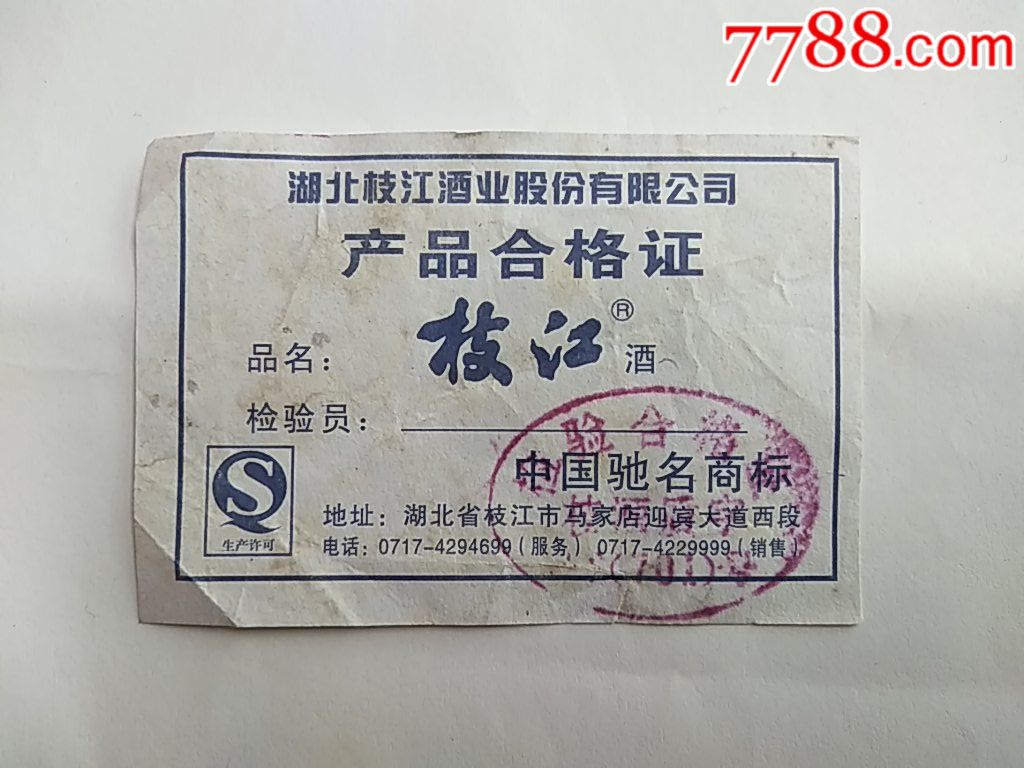 7788.com
湖北枝江酒业股份有限公司
产品合格证
品名： 枝江® 酒
检验员：
中国驰名商标
生产许可
地址：湖北省枝江市马家店迎宾大道西段
电话：0717-4294699（服务） 0717-4229999（销售）
验合格